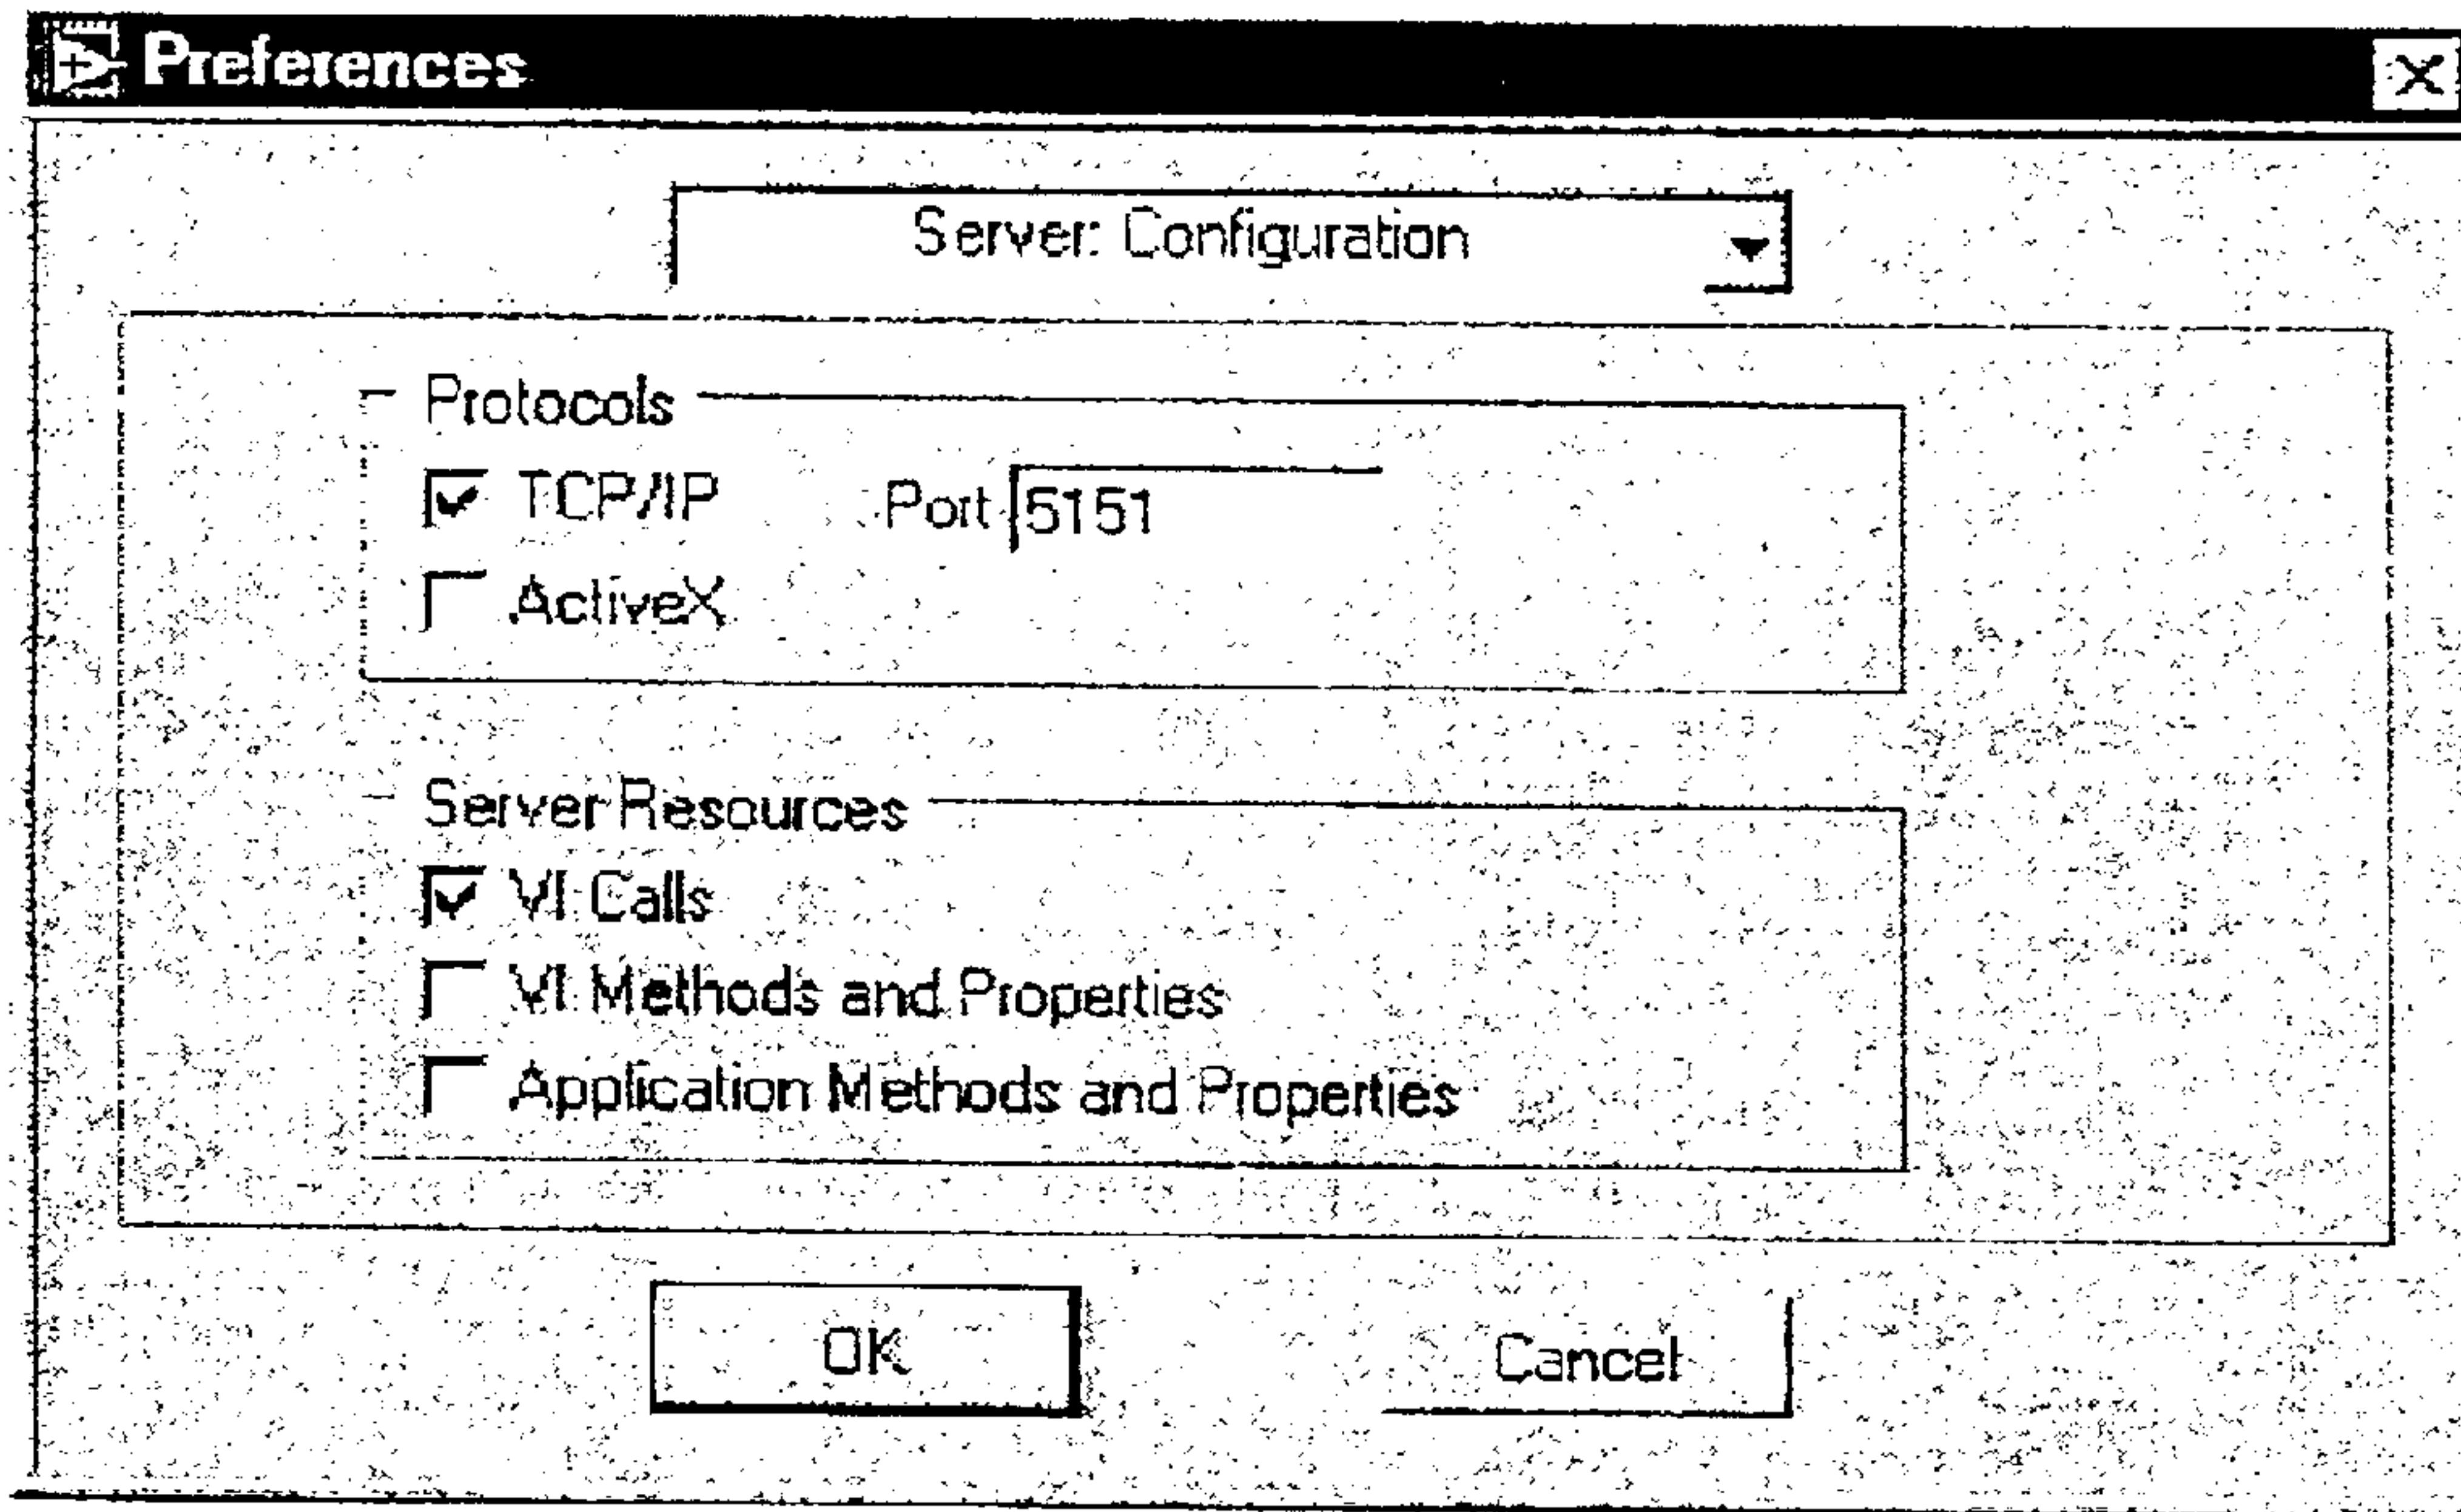 Preferences
Server: Configuration
Protocols
TCP/IP Port 5151
ActiveX
Server Resources
VI Calls
VI Methods and Properties
Application Methods and Properties
OK Cancel